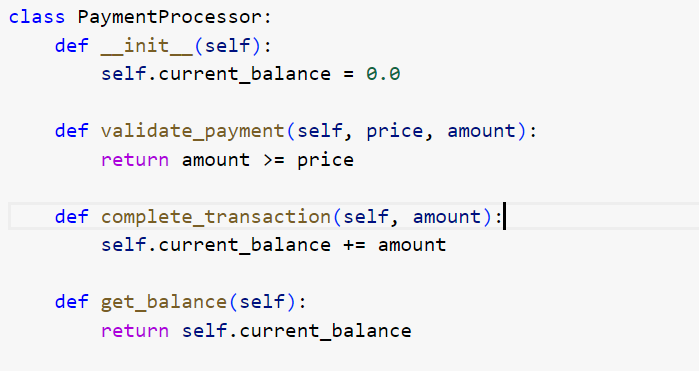 class PaymentProcessor:
    def __init__(self):
        self.current_balance = 0.0

    def validate_payment(self, price, amount):
        return amount >= price

    def complete_transaction(self, amount):
        self.current_balance += amount

    def get_balance(self):
        return self.current_balance